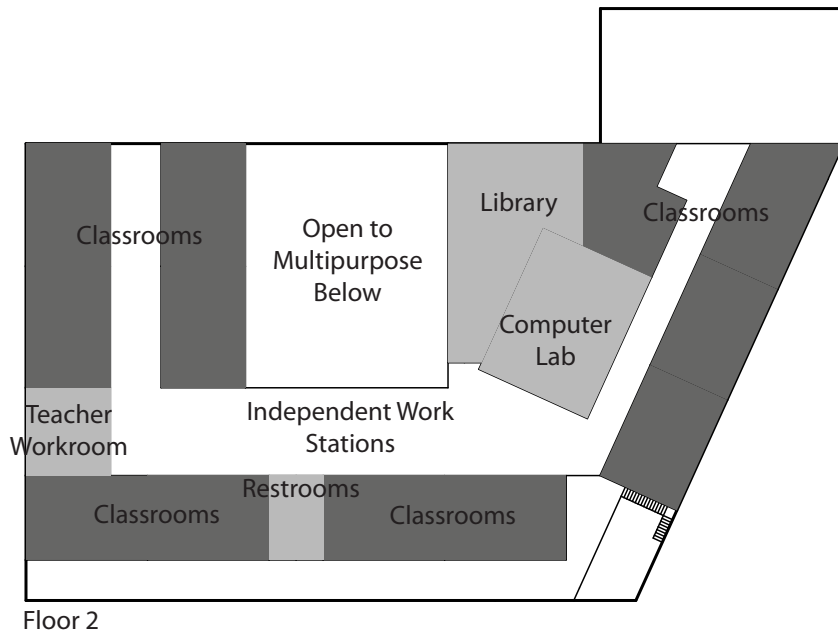 Library
Classrooms
Classrooms
Open to
Multipurpose
Below
Computer
Lab
Teacher
Workroom
Independent Work
Stations
Restrooms
Classrooms
Classrooms
Floor 2